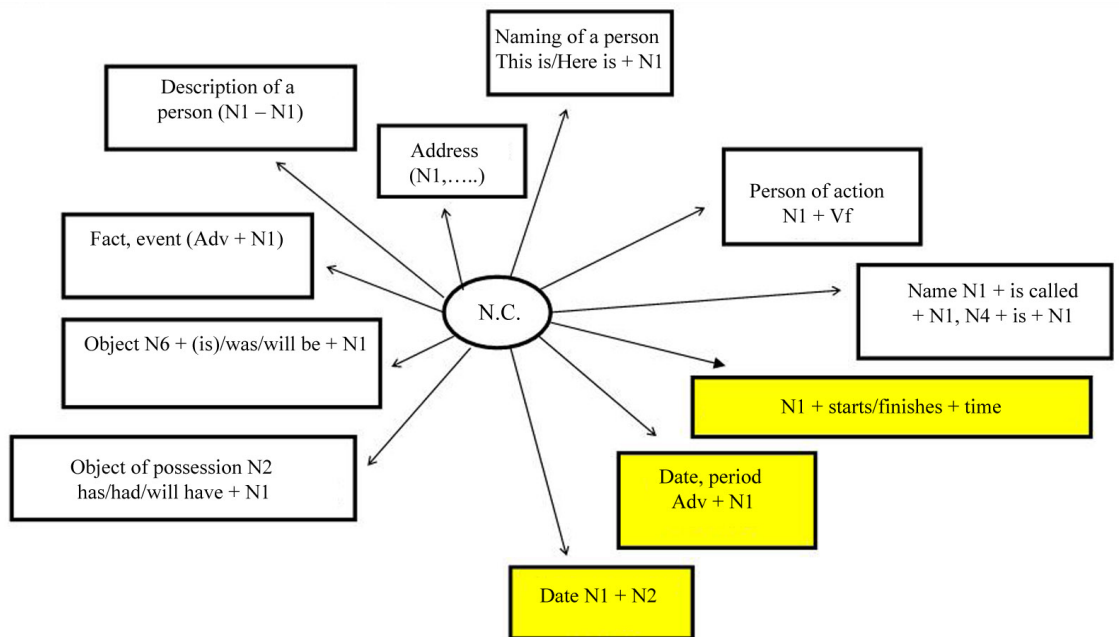 Naming of a person
This is/Here is + N1
Description of a
person (N1 – N1)
Address
(N1,…..)
Person of action
N1 + Vf
Fact, event (Adv + N1)
N.C.
Name N1 + is called
+ N1, N4 + is + N1
Object N6 + (is)/was/will be + N1
N1 + starts/finishes + time
Object of possession N2
has/had/will have + N1
Date, period
Adv + N1
Date N1 + N2